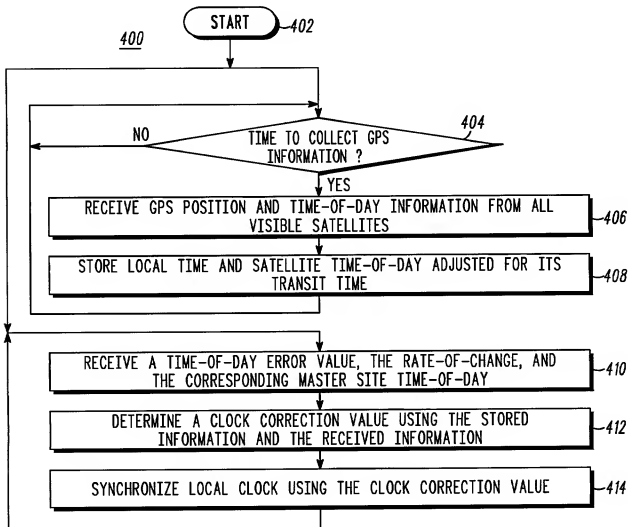 START
402
400
404
NO
TIME TO COLLECT GPS
INFORMATION ?
YES
RECEIVE GPS POSITION AND TIME-OF-DAY INFORMATION FROM ALL
VISIBLE SATELLITES
406
STORE LOCAL TIME AND SATELLITE TIME-OF-DAY ADJUSTED FOR ITS
TRANSIT TIME
408
RECEIVE A TIME-OF-DAY ERROR VALUE, THE RATE-OF-CHANGE, AND
THE CORRESPONDING MASTER SITE TIME-OF-DAY
410
DETERMINE A CLOCK CORRECTION VALUE USING THE STORED
INFORMATION AND THE RECEIVED INFORMATION
412
SYNCHRONIZE LOCAL CLOCK USING THE CLOCK CORRECTION VALUE
414